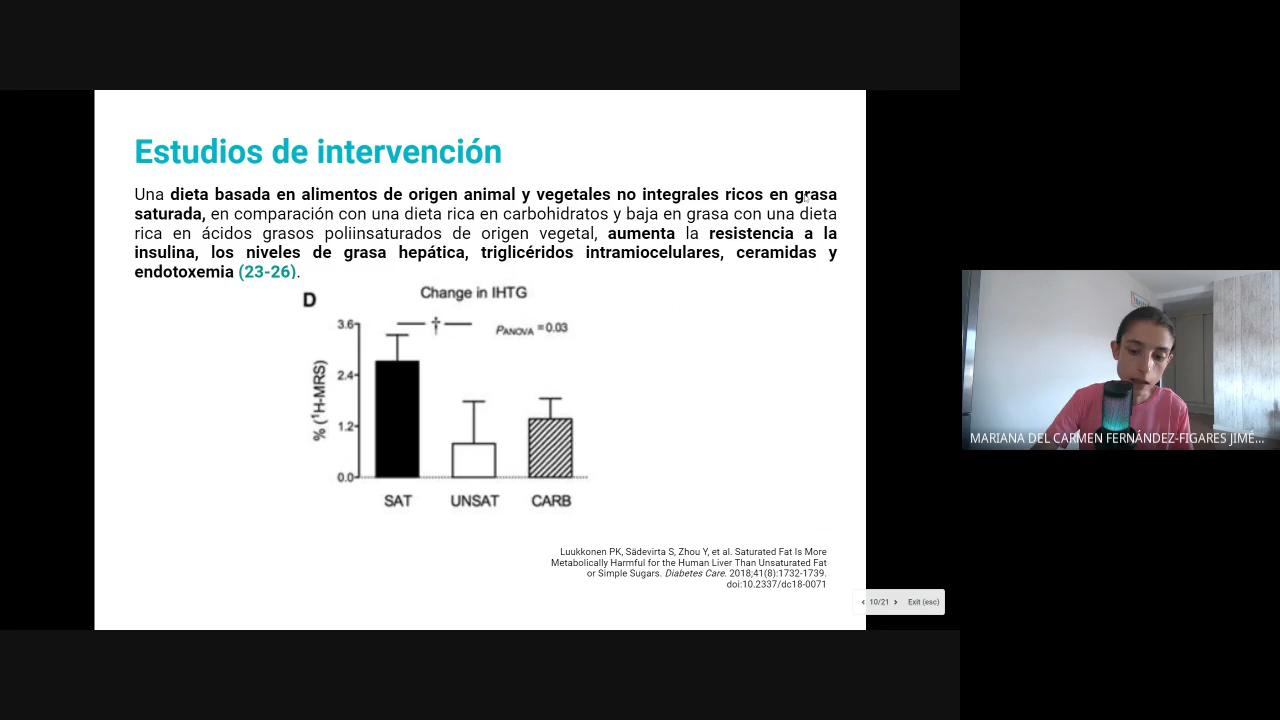 Estudios de intervención
Una dieta basada en alimentos de origen animal y vegetales no integrales ricos en grasa
saturada, en comparación con una dieta rica en carbohidratos y baja en grasa con una dieta
rica en ácidos grasos poliinsaturados de origen vegetal, aumenta la resistencia a la
insulina, los niveles de grasa hepática, triglicéridos intramiocelulares, ceramidas y
endotoxemia (23-26).
D
Change in IHTG
3.6
†
PANOVA =0.03
2.4
% (¹H-MRS)
1.2
0.0
SAT UNSAT CARB
Luukkonen PK, Sädevirta S, Zhou Y, et al. Saturated Fat Is More
Metabolically Harmful for the Human Liver Than Unsaturated Fat
or Simple Sugars. Diabetes Care. 2018;41(8):1732-1739.
doi:10.2337/dc18-0071
10/21 Exit (esc)
MARIANA DEL CARMEN FERNÁNDEZ-FIGARES JIMÉ...